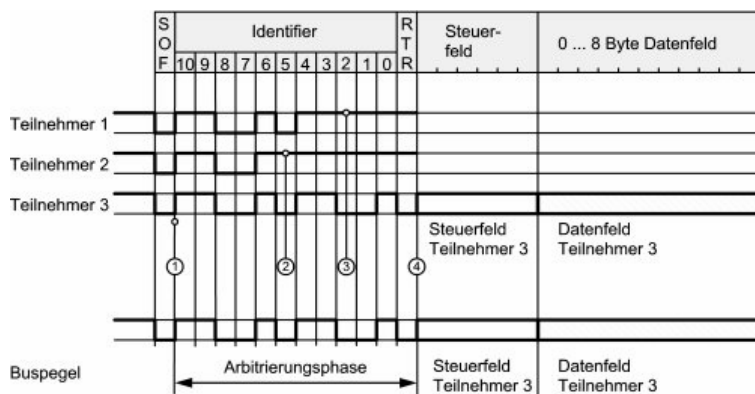 SOF
Identifier
RTR
Steuer-
feld
0 ... 8 Byte Datenfeld
10 9 8 7 6 5 4 3 2 1 0
Teilnehmer 1
Teilnehmer 2
Teilnehmer 3
Steuerfeld
Teilnehmer 3
Datenfeld
Teilnehmer 3
1 2 3 4
Buspegel
Arbitrierungsphase
Steuerfeld
Teilnehmer 3
Datenfeld
Teilnehmer 3